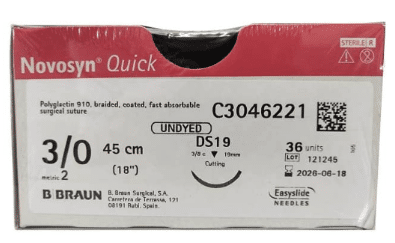 Novosyn® Quick
STERILE R
Polyglactin 910, braided, coated, fast absorbable
surgical suture
C3046221
UNDYED
3/0 45 cm
(18")
metric 2
DS19
3/8 c 19mm
Cutting
36 units
LOT 121245
2026-06-18
B BRAUN
B. Braun Surgical, S.A.
Carretera de Terrassa, 121
08191 Rubí, Spain.
Easyslide
NEEDLES